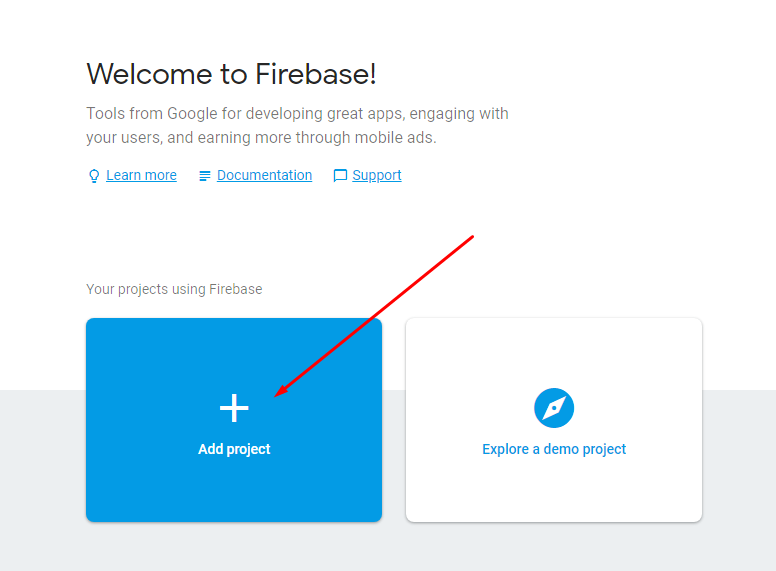 Welcome to Firebase!
Tools from Google for developing great apps, engaging with
your users, and earning more through mobile ads.
Learn more Documentation Support
Your projects using Firebase
Add project
Explore a demo project